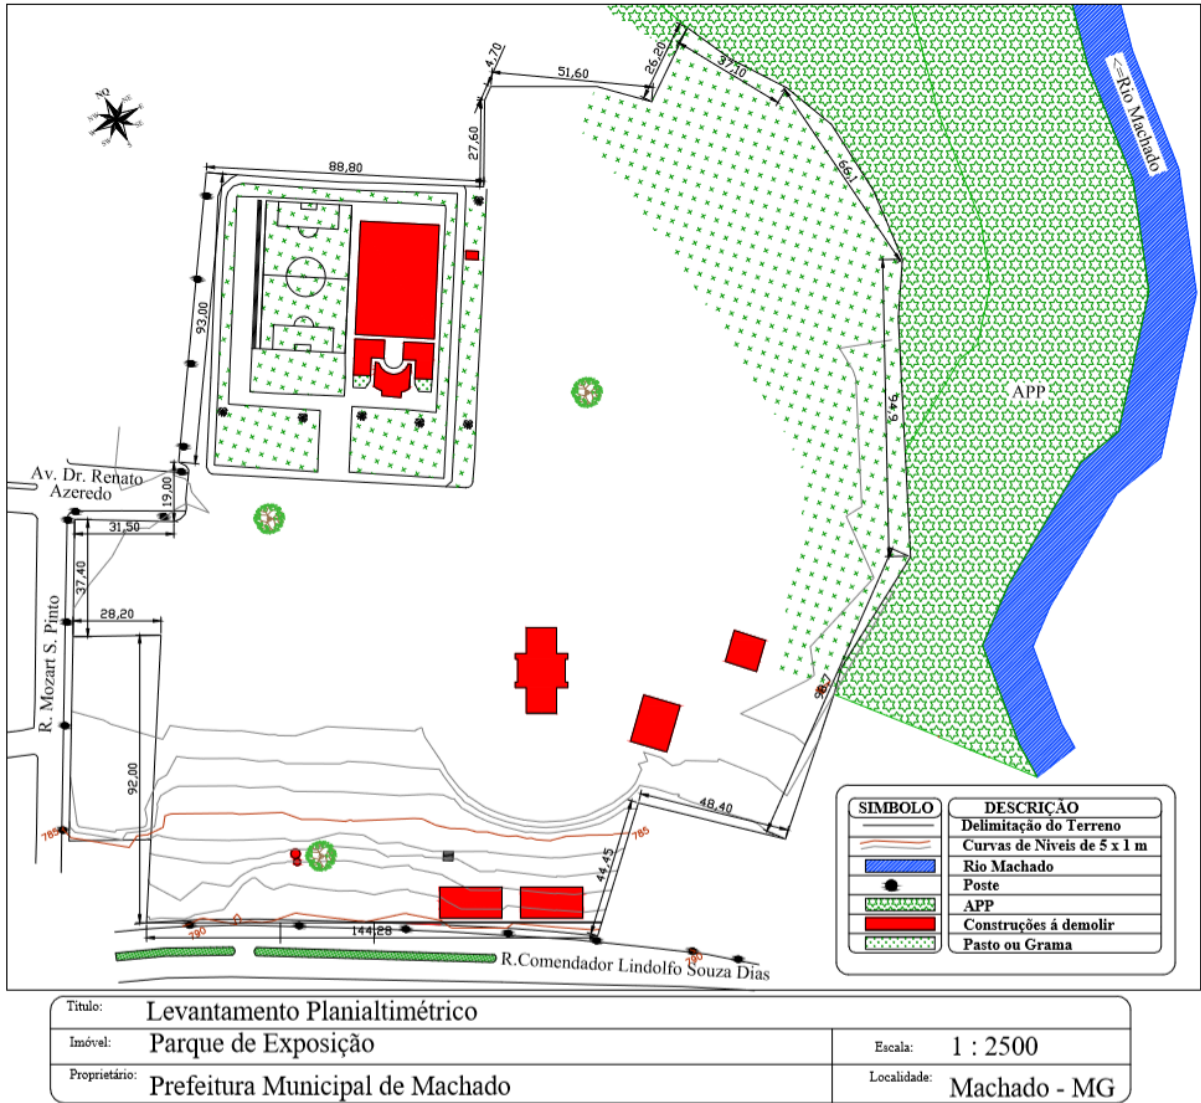 4,70
51,60
26,20
37,10
<=Rio Machado
NO
NE
E
SE
S
27,60
66,1
88,80
93,00
APP
94,9
Av. Dr. Renato
Azeredo
19,00
31,50
37,40
28,20
R. Mozart S. Pinto
98,7
92,00
48,40
785
785
44,45
790
144,28
790
R.Comendador Lindolfo Souza Dias
SIMBOLO DESCRIÇÃO
Delimitação do Terreno
Curvas de Niveis de 5 x 1 m
Rio Machado
Poste
APP
Construções á demolir
Pasto ou Grama
Titulo: Levantamento Planialtimétrico
Imóvel: Parque de Exposição
Escala: 1 : 2500
Proprietário: Prefeitura Municipal de Machado
Localidade: Machado - MG